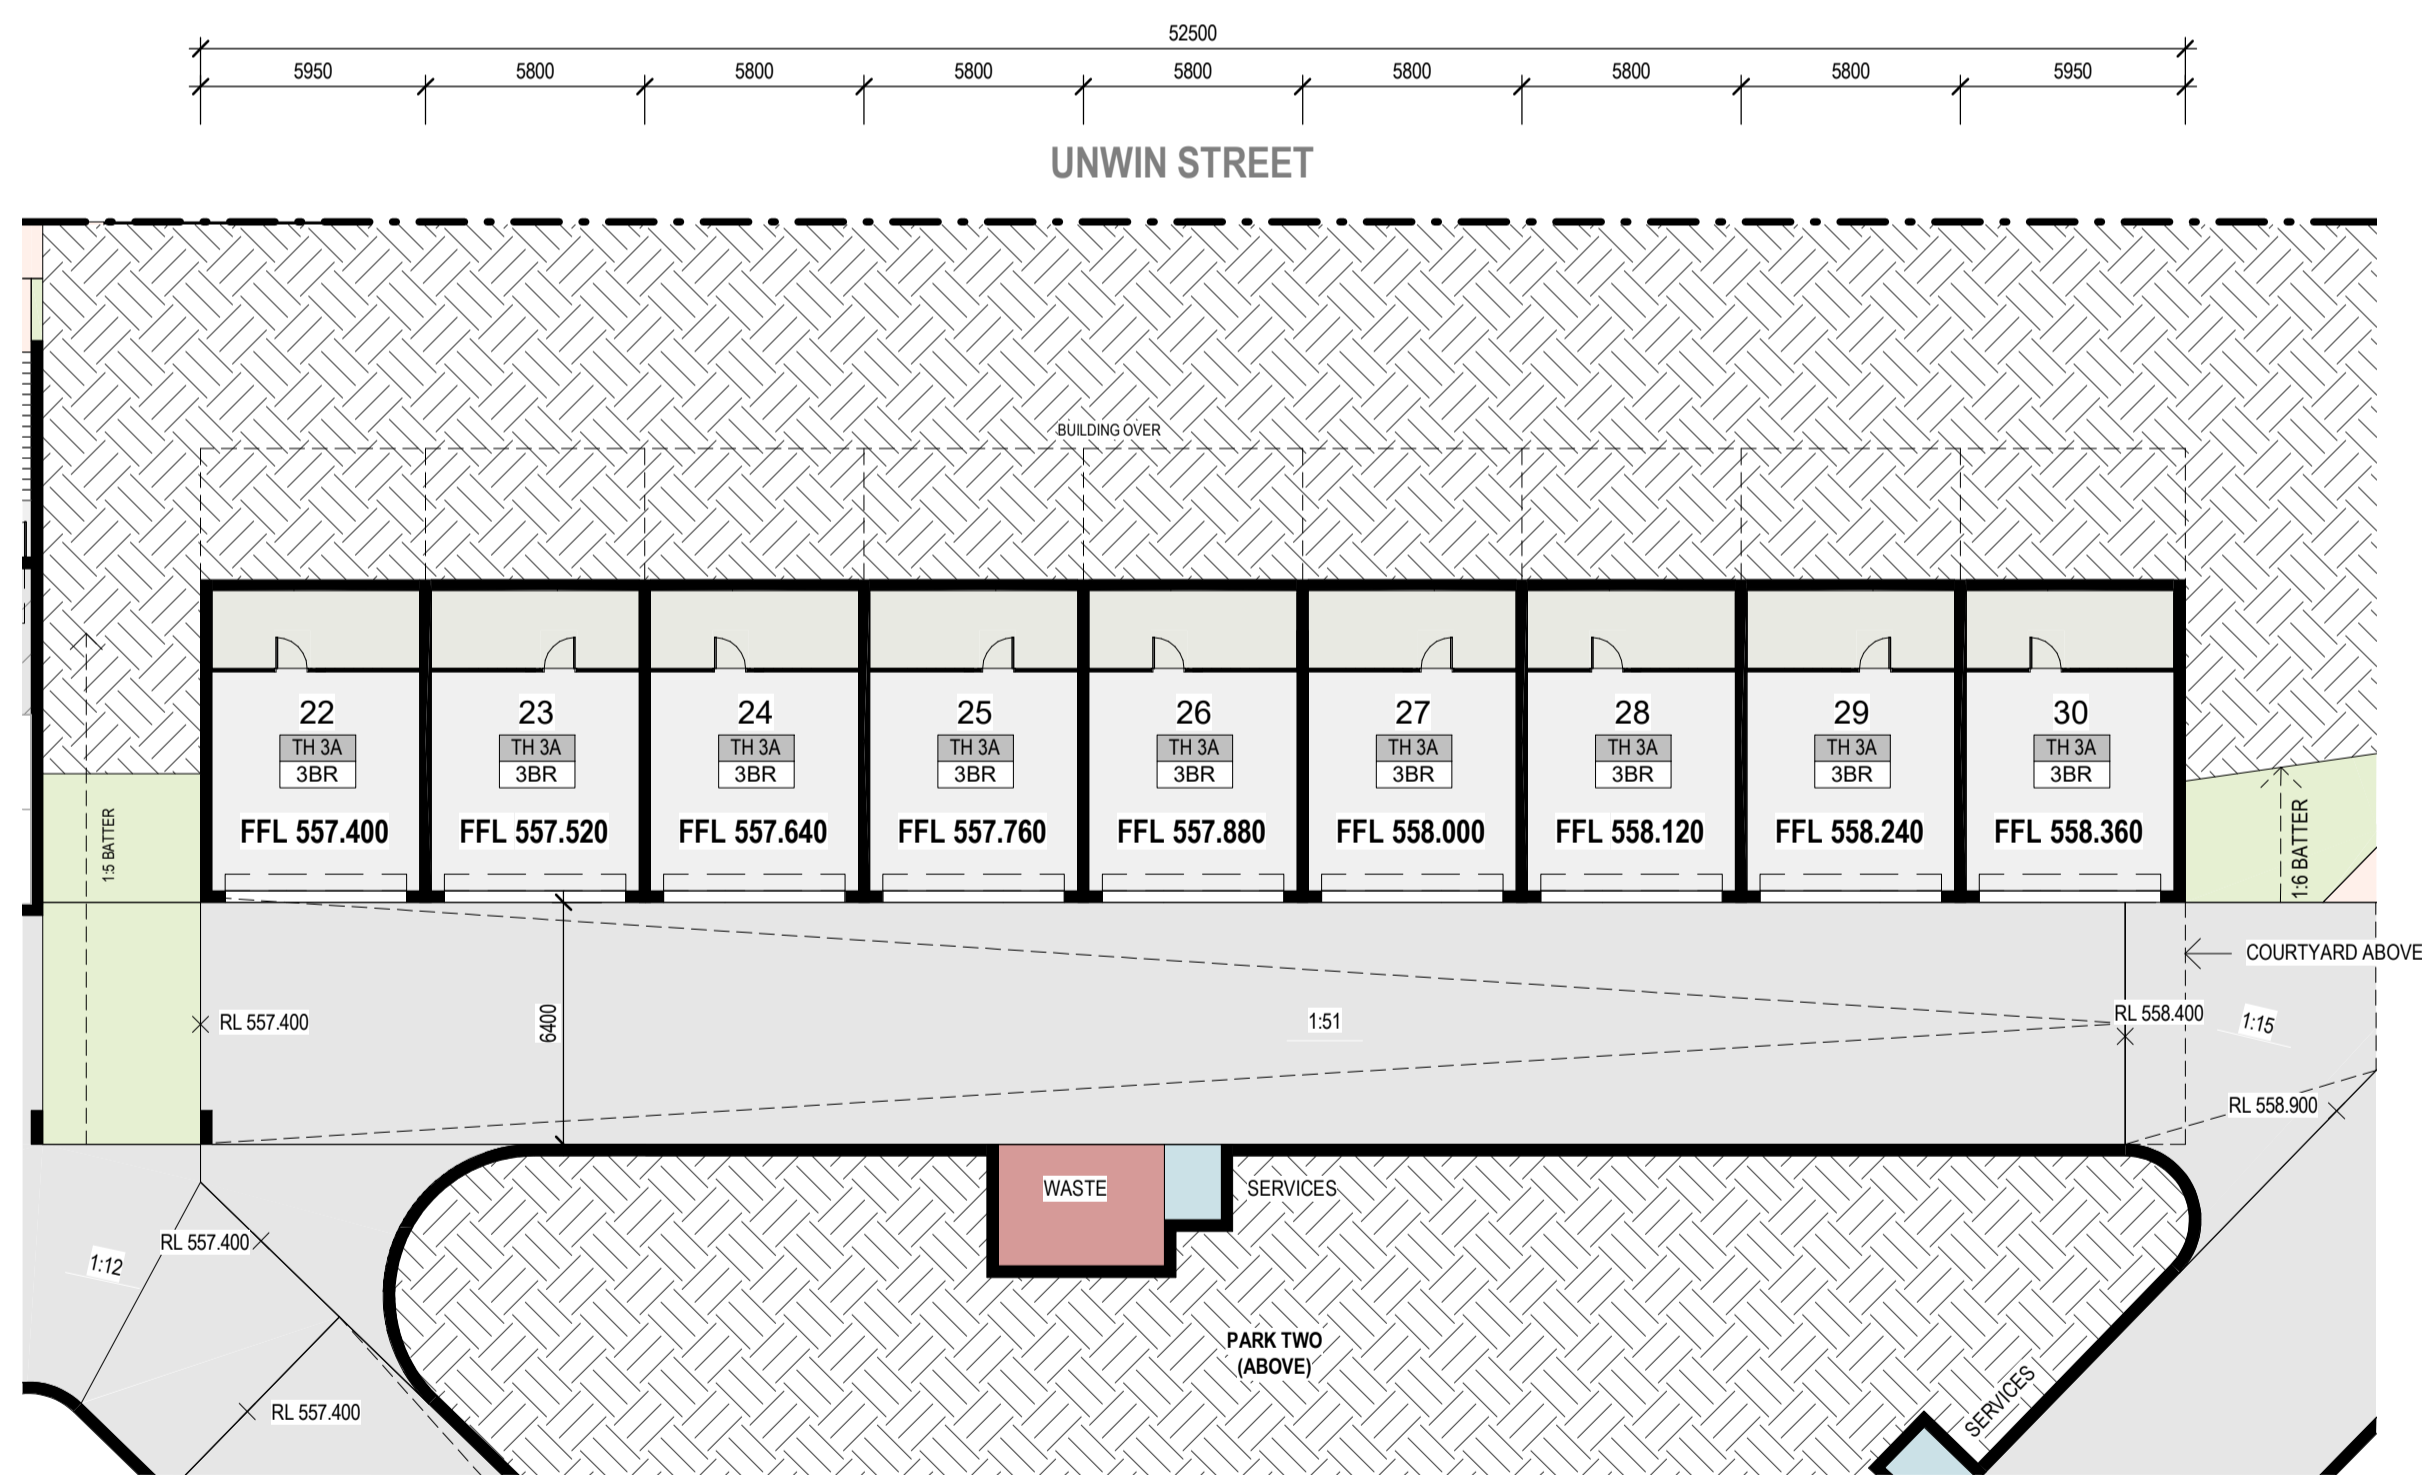 52500
5950 5800 5800 5800 5800 5800 5800 5800 5950
UNWIN STREET
BUILDING OVER
22 23 24 25 26 27 28 29 30
TH 3A TH 3A TH 3A TH 3A TH 3A TH 3A TH 3A TH 3A TH 3A
3BR 3BR 3BR 3BR 3BR 3BR 3BR 3BR 3BR
FFL 557.400 FFL 557.520 FFL 557.640 FFL 557.760 FFL 557.880 FFL 558.000 FFL 558.120 FFL 558.240 FFL 558.360
1:5 BATTER
1:6 BATTER
COURTYARD ABOVE
RL 557.400
6400
1:51
RL 558.400
1:15
RL 558.900
WASTE
SERVICES
RL 557.400
1:12
PARK TWO
(ABOVE)
RL 557.400
SERVICES